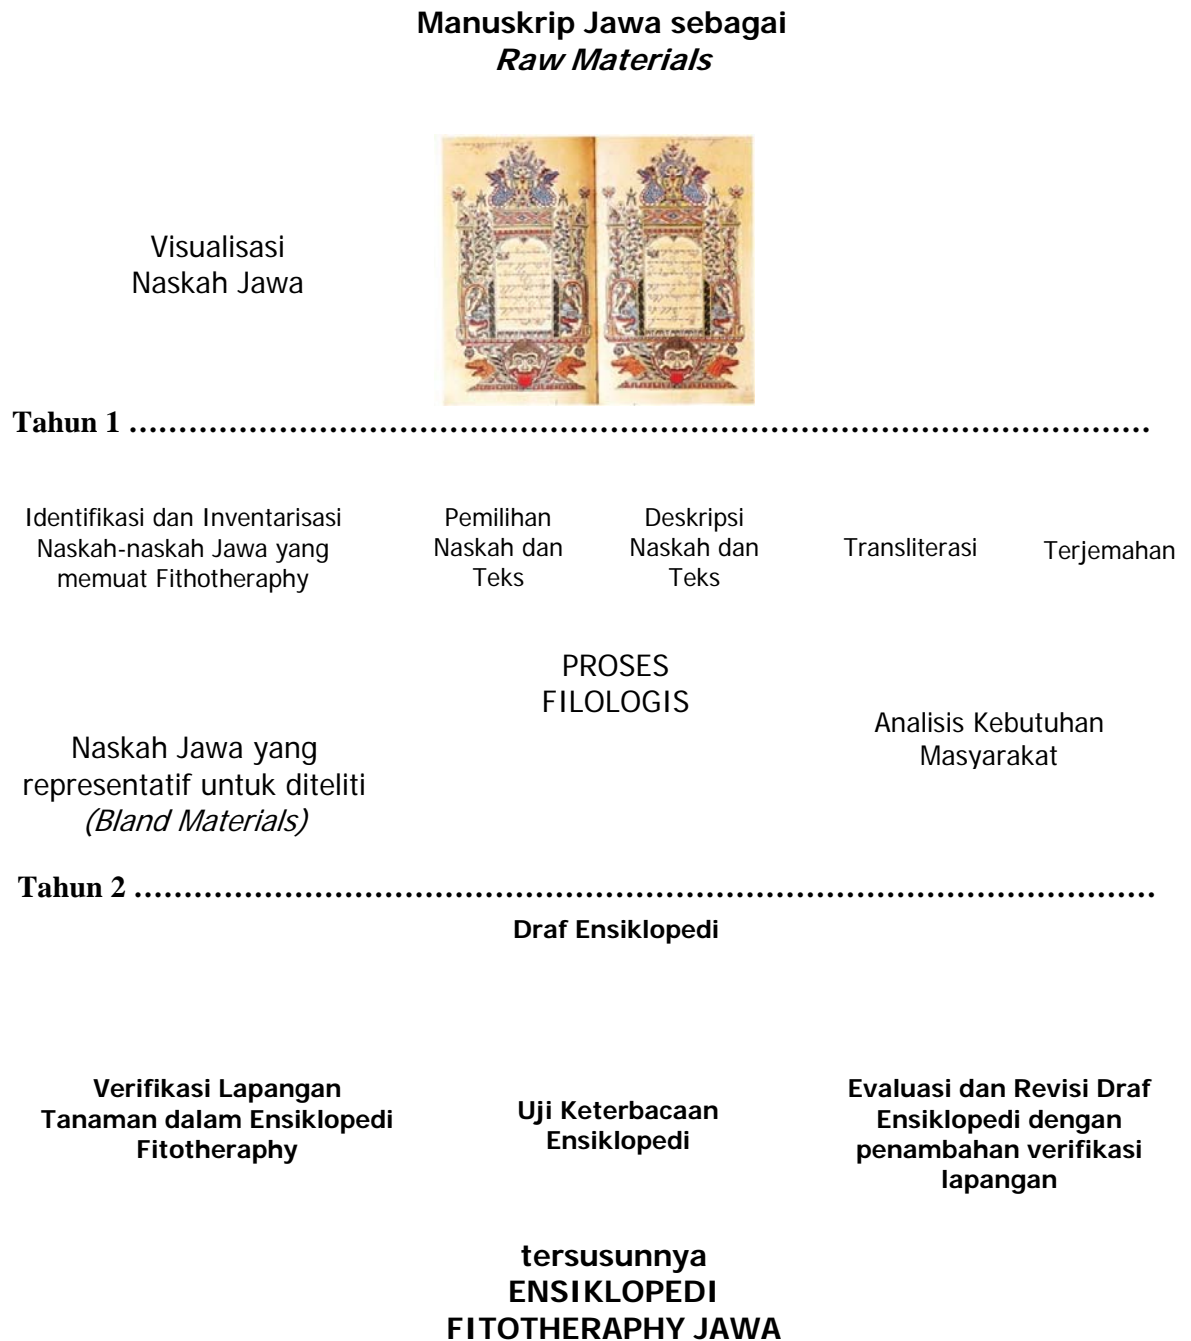 Manuskrip Jawa sebagai
Raw Materials
Visualisasi
Naskah Jawa
Tahun 1 ……………………………………………………………………………………………
Identifikasi dan Inventarisasi
Naskah-naskah Jawa yang
memuat Fithotheraphy
Pemilihan
Naskah dan
Teks
Deskripsi
Naskah dan
Teks
Transliterasi
Terjemahan
PROSES
FILOLOGIS
Analisis Kebutuhan
Masyarakat
Naskah Jawa yang
representatif untuk diteliti
(Bland Materials)
Tahun 2 ……………………………………………………………………………………………
Draf Ensiklopedi
Verifikasi Lapangan
Tanaman dalam Ensiklopedi
Fitotheraphy
Uji Keterbacaan
Ensiklopedi
Evaluasi dan Revisi Draf
Ensiklopedi dengan
penambahan verifikasi
lapangan
tersusunnya
ENSIKLOPEDI
FITOTHERAPHY JAWA